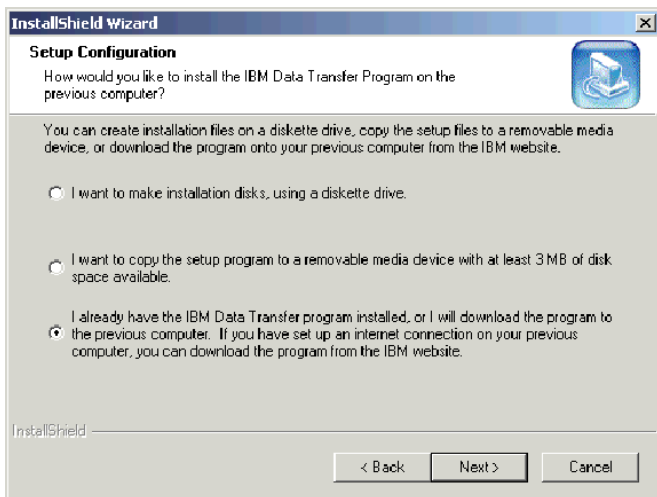 InstallShield Wizard
Setup Configuration
How would you like to install the IBM Data Transfer Program on the
previous computer?
You can create installation files on a diskette drive, copy the setup files to a removable media
device, or download the program onto your previous computer from the IBM website.
I want to make installation disks, using a diskette drive.
I want to copy the setup program to a removable media device with at least 3 MB of disk
space available.
I already have the IBM Data Transfer program installed, or I will download the program to
the previous computer. If you have set up an internet connection on your previous
computer, you can download the program from the IBM website.
InstallShield
< Back
Next >
Cancel